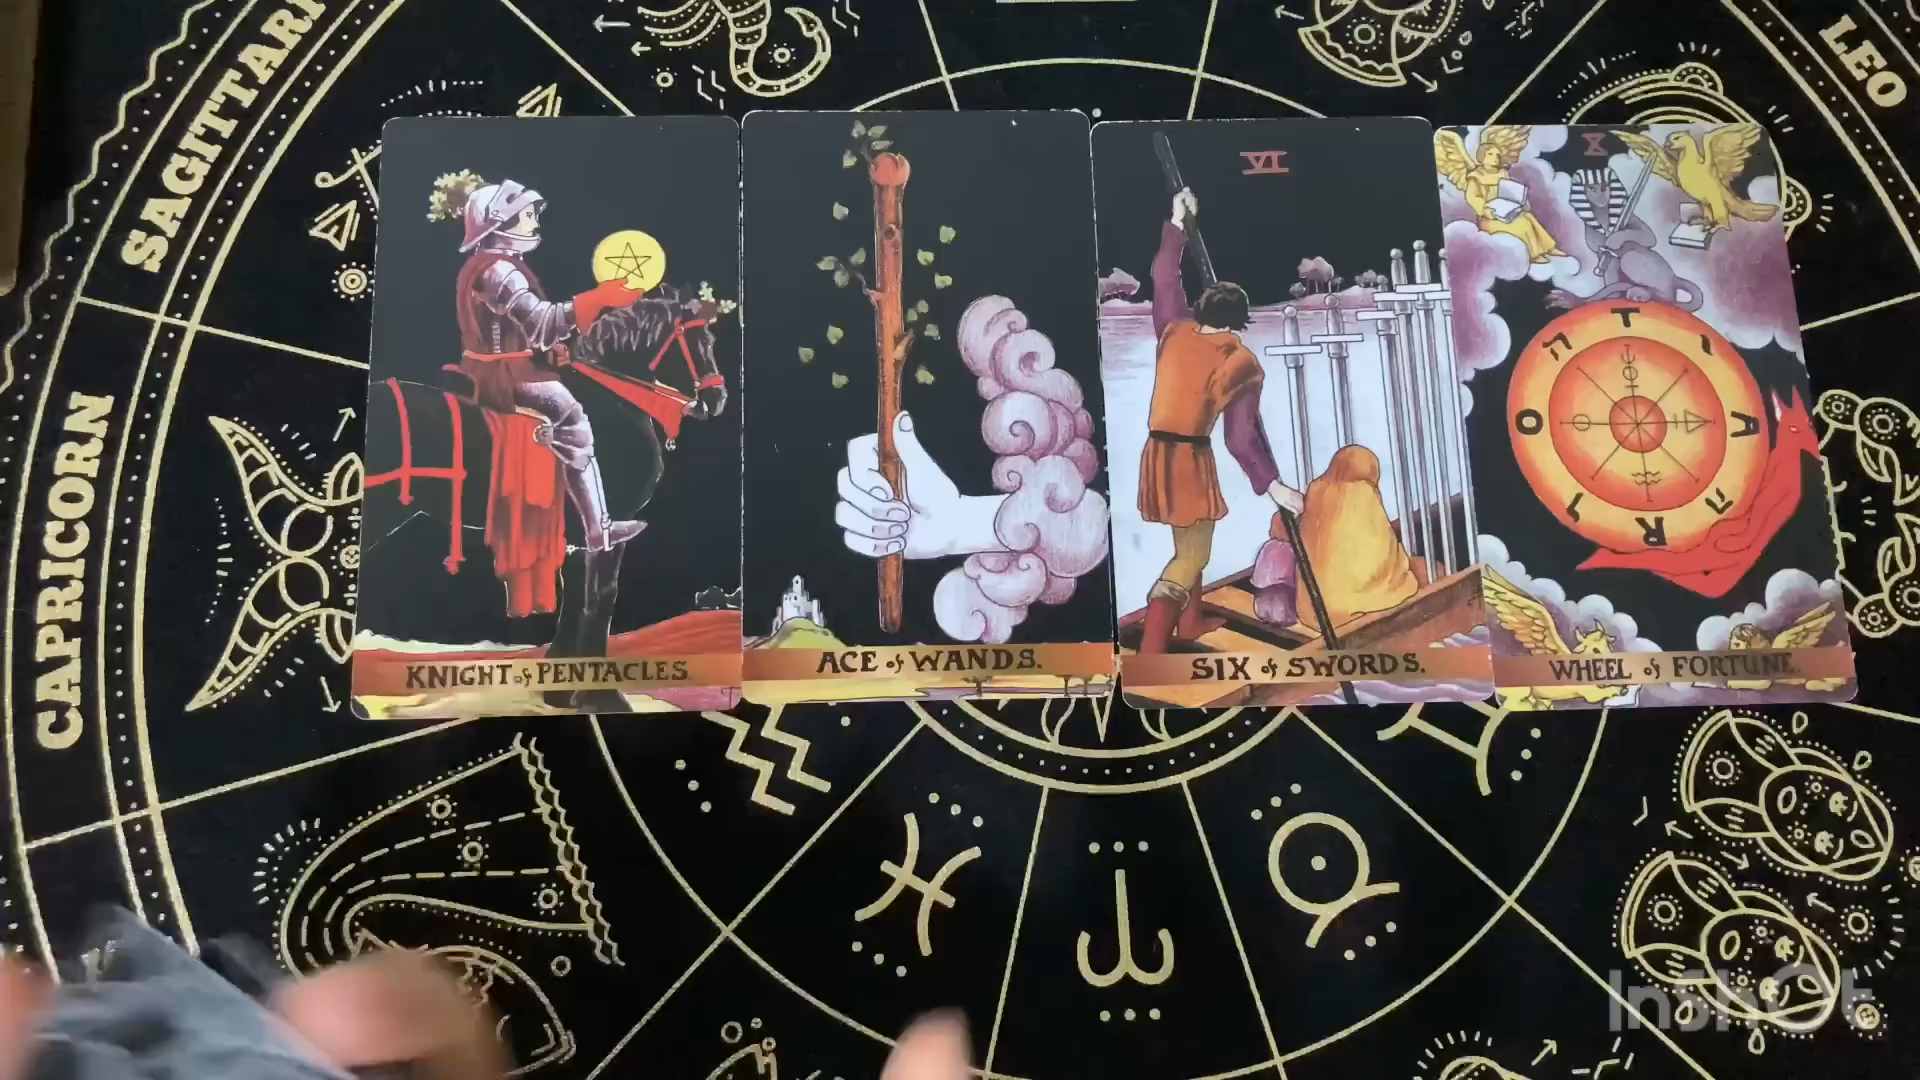 SAGITTARI
LEO
CAPRICORN
VI
X
T
A
R
O
י
ה
ו
ה
KNIGHT of PENTACLES.
ACE of WANDS.
SIX of SWORDS.
WHEEL of FORTUNE.
InShOt